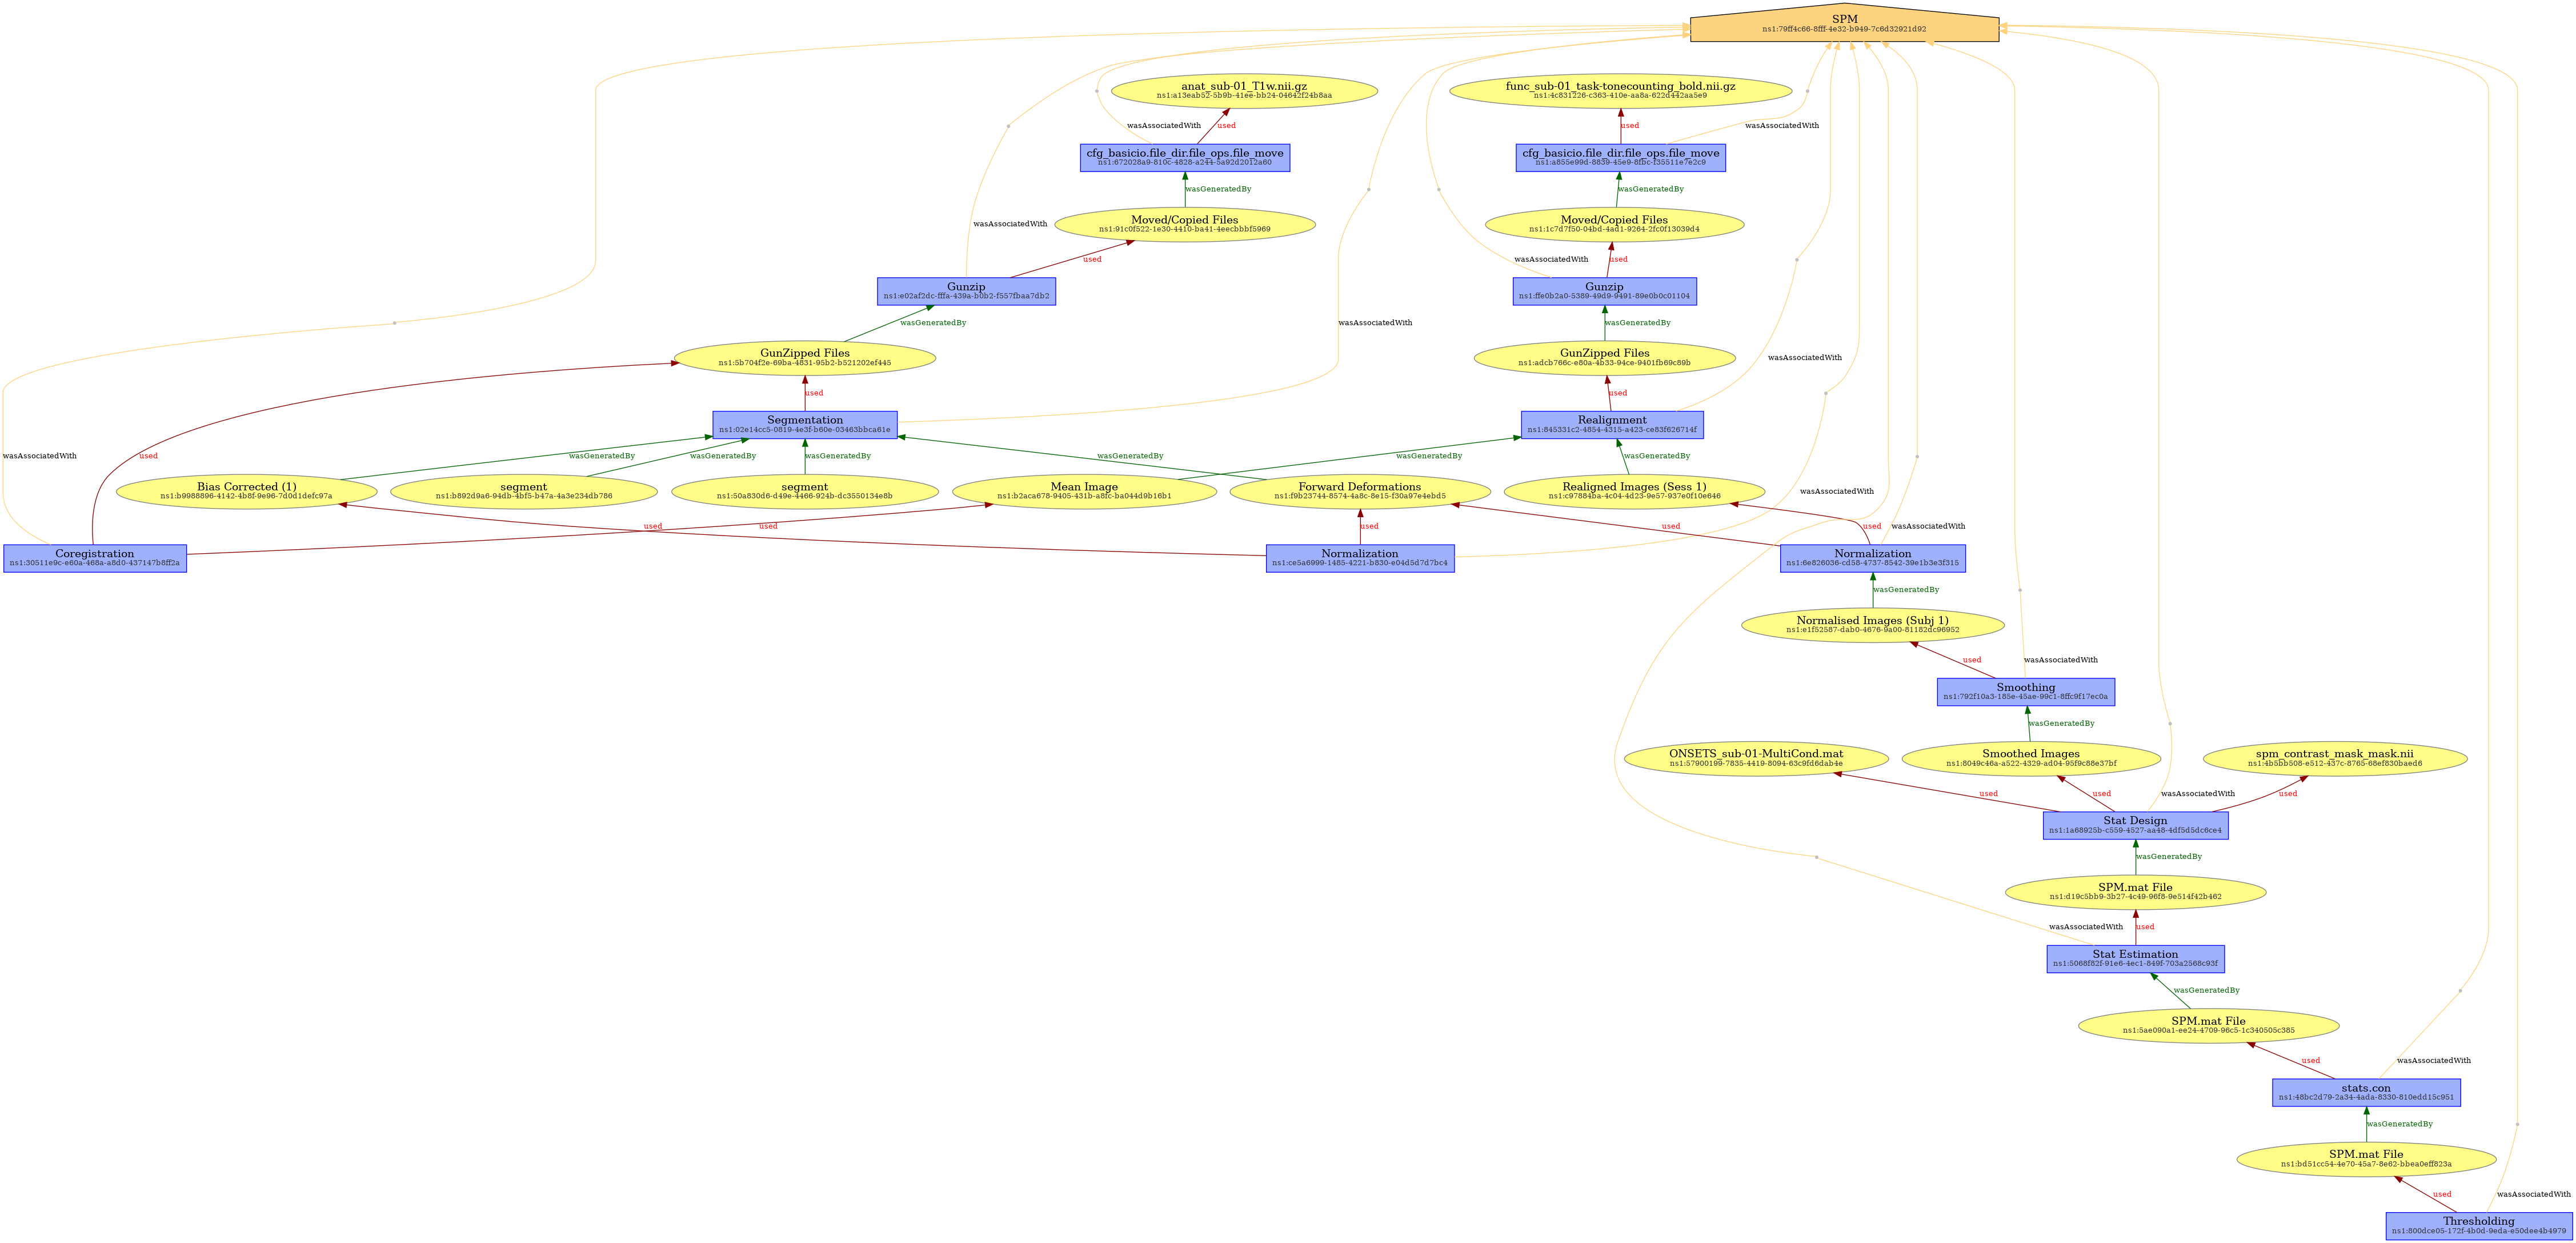 SPM
ns1:79ff4c66-8fff-4e32-b949-7c6d32921d92
anat_sub-01_T1w.nii.gz
ns1:a13eab52-5b9b-41ee-bb24-04642f24b8aa
func_sub-01_task-tonecounting_bold.nii.gz
ns1:4c831226-c363-410e-aa8a-622d442aa5e9
wasAssociatedWith
used
used
wasAssociatedWith
cfg_basicio.file_dir.file_ops.file_move
ns1:672028a9-810c-4828-a244-5a92d2012a60
cfg_basicio.file_dir.file_ops.file_move
ns1:a855e99d-8839-45e9-8fbc-f35511e7e2c9
wasGeneratedBy
wasGeneratedBy
wasAssociatedWith
Moved/Copied Files
ns1:91c0f522-1e30-4410-ba41-4eecbbbf5969
Moved/Copied Files
ns1:1c7d7f50-04bd-4ad1-9264-2fc0f13039d4
used
wasAssociatedWith
used
Gunzip
ns1:e02af2dc-fffa-439a-b0b2-f557fbaa7db2
Gunzip
ns1:ffe0b2a0-5389-49d9-9491-89e0b0c01104
wasGeneratedBy
wasAssociatedWith
wasGeneratedBy
GunZipped Files
ns1:5b704f2e-69ba-4831-95b2-b521202ef445
GunZipped Files
ns1:adcb766c-e80a-4b33-94ce-9401fb69c89b
wasAssociatedWith
used
used
Segmentation
ns1:02e14cc5-0819-4e3f-b60e-03463bbca61e
Realignment
ns1:845331c2-4854-4315-a423-ce83f626714f
wasAssociatedWith
used
wasGeneratedBy
wasGeneratedBy
wasGeneratedBy
wasGeneratedBy
wasGeneratedBy
wasGeneratedBy
Bias Corrected (1)
ns1:b9988896-4142-4b8f-9e96-7d0d1defc97a
segment
ns1:b892d9a6-94db-4bf5-b47a-4a3e234db786
segment
ns1:50a830d6-d49e-4466-924b-dc3550134e8b
Mean Image
ns1:b2aca678-9405-431b-a8fc-ba044d9b16b1
Forward Deformations
ns1:f9b23744-8574-4a8c-8e15-f30a97e4ebd5
Realigned Images (Sess 1)
ns1:c97884ba-4c04-4d23-9e57-937e0f10e646
wasAssociatedWith
used
used
used
used
used
wasAssociatedWith
Coregistration
ns1:30511e9c-e60a-468a-a8d0-437147b8ff2a
Normalization
ns1:ce5a6999-1485-4221-b830-e04d5d7d7bc4
Normalization
ns1:6e826036-cd58-4737-8542-39e1b3e3f315
wasGeneratedBy
Normalised Images (Subj 1)
ns1:e1f52587-dab0-4676-9a00-81182dc96952
used
wasAssociatedWith
Smoothing
ns1:792f10a3-185e-45ae-99c1-8ffc9f17ec0a
wasGeneratedBy
ONSETS_sub-01-MultiCond.mat
ns1:57900199-7835-4419-8094-63c9fd6dab4e
Smoothed Images
ns1:8049c46a-a522-4329-ad04-95f9c88e37bf
spm_contrast_mask_mask.nii
ns1:4b5bb508-e512-437c-8765-68ef830baed6
used
used
wasAssociatedWith
used
Stat Design
ns1:1a68925b-c559-4527-aa48-4df5d5dc6ce4
wasGeneratedBy
SPM.mat File
ns1:d19c5bb9-3b27-4c49-96f8-9e514f42b462
wasAssociatedWith
used
Stat Estimation
ns1:5068f82f-91e6-4ec1-849f-703a2568c93f
wasGeneratedBy
SPM.mat File
ns1:5ae090a1-ee24-4709-96c5-1c340505c385
used
wasAssociatedWith
stats.con
ns1:48bc2d79-2a34-4ada-8330-810edd15c951
wasGeneratedBy
SPM.mat File
ns1:bd51cc54-4e70-45a7-8e62-bbea0eff823a
used
wasAssociatedWith
Thresholding
ns1:800dce05-172f-4b0d-9eda-e50dee4b4979